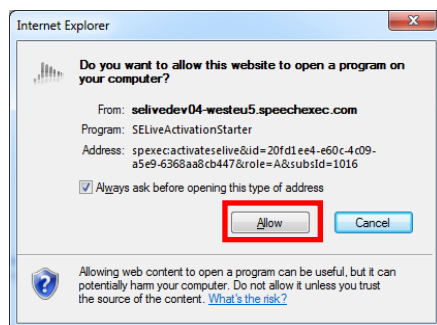 Internet Explorer
Do you want to allow this website to open a program on
your computer?
From: selivedev04-westeu5.speechexec.com
Program: SELiveActivationStarter
Address: spexec:activateselive&id=20fd1ee4-e60c-4c09-
a5e9-6368aa8cb447&role=A&subsId=1016
Always ask before opening this type of address
Allow Cancel
Allowing web content to open a program can be useful, but it can
potentially harm your computer. Do not allow it unless you trust
the source of the content. What's the risk?